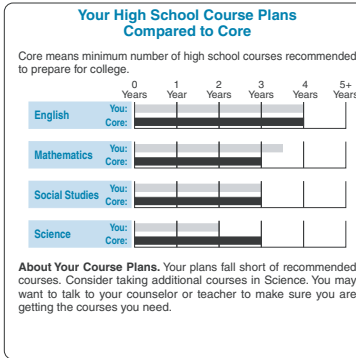 Your High School Course Plans
Compared to Core
Core means minimum number of high school courses recommended
to prepare for college.
0 1 2 3 4 5+
Years Year Years Years Years Years
English You:
Core:
Mathematics You:
Core:
Social Studies You:
Core:
Science You:
Core:
About Your Course Plans. Your plans fall short of recommended
courses. Consider taking additional courses in Science. You may
want to talk to your counselor or teacher to make sure you are
getting the courses you need.